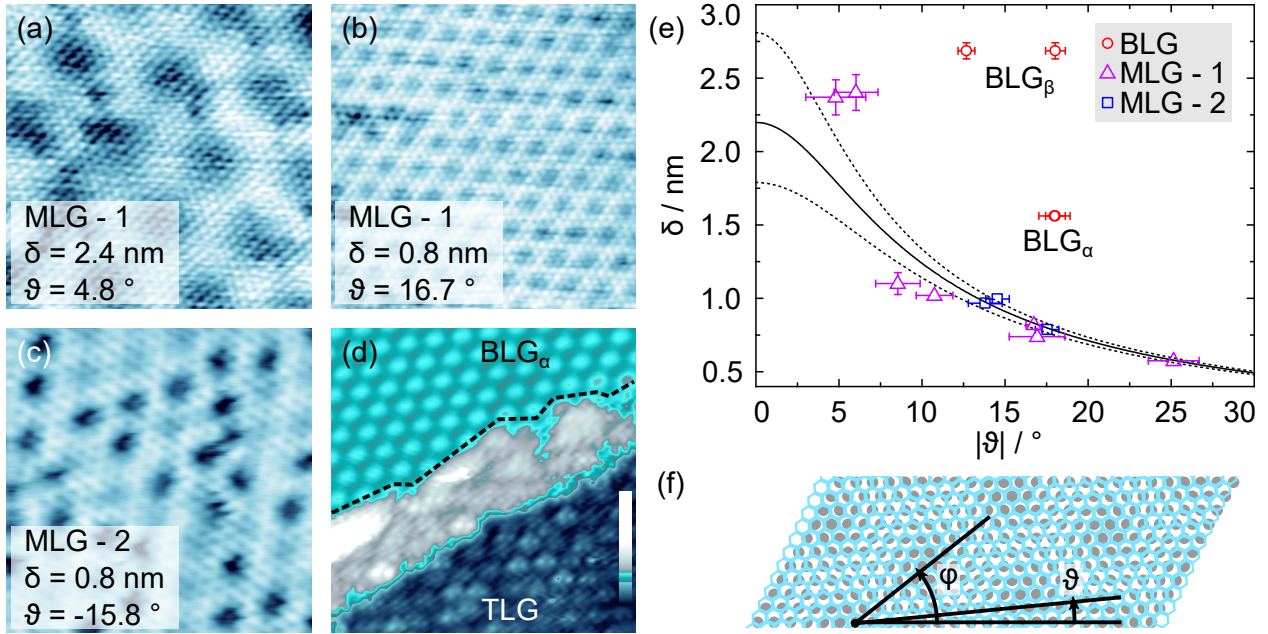 (a)
MLG - 1
δ = 2.4 nm
ϑ = 4.8 °
(b)
MLG - 1
δ = 0.8 nm
ϑ = 16.7 °
(c)
MLG - 2
δ = 0.8 nm
ϑ = -15.8 °
(d)
BLGα
TLG
(e)
3.0
2.5
2.0
1.5
1.0
0.5
δ / nm
0 5 10 15 20 25 30
|ϑ| / °
BLG
MLG - 1
MLG - 2
BLGβ
BLGα
(f)
φ
ϑ